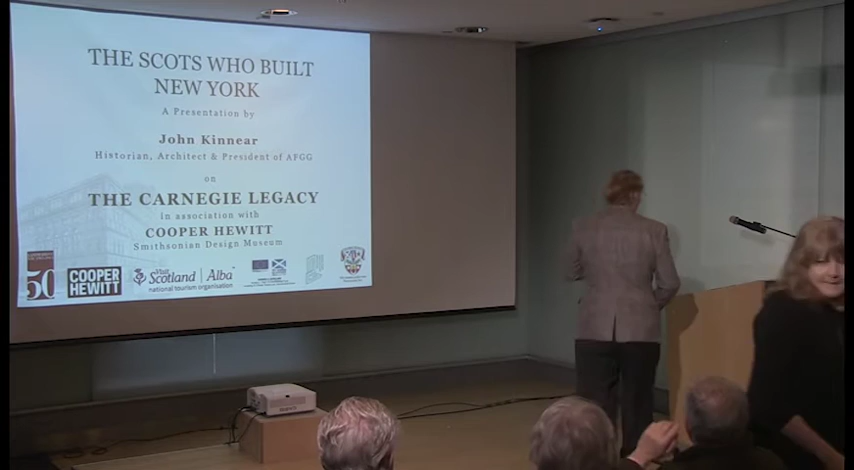 THE SCOTS WHO BUILT
NEW YORK
A PRESENTATION BY
JOHN KINNEAR
HISTORIAN, ARCHITECT & PRESIDENT OF AFGG
on
THE CARNEGIE LEGACY
in association with
COOPER HEWITT
SMITHSONIAN DESIGN MUSEUM
50
COOPER
HEWITT
Visit
Scotland | Alba
national tourism organisation